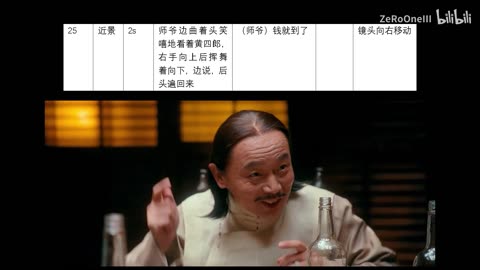 ZeRoOneIII bilibili
25 近景 2s 师爷边曲着头笑 （师爷）钱就到了 镜头向右移动
嘻地看着黄四郎，
右手向上后挥舞
着向下，边说，后
头遍回来